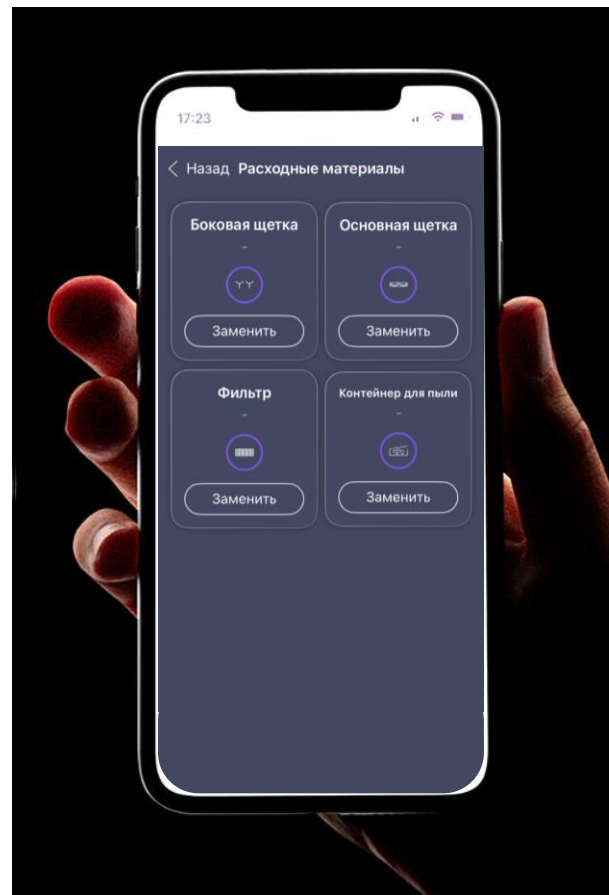 17:23
Назад Расходные материалы
Боковая щетка
-
Заменить
Основная щетка
-
Заменить
Фильтр
-
Заменить
Контейнер для пыли
-
Заменить